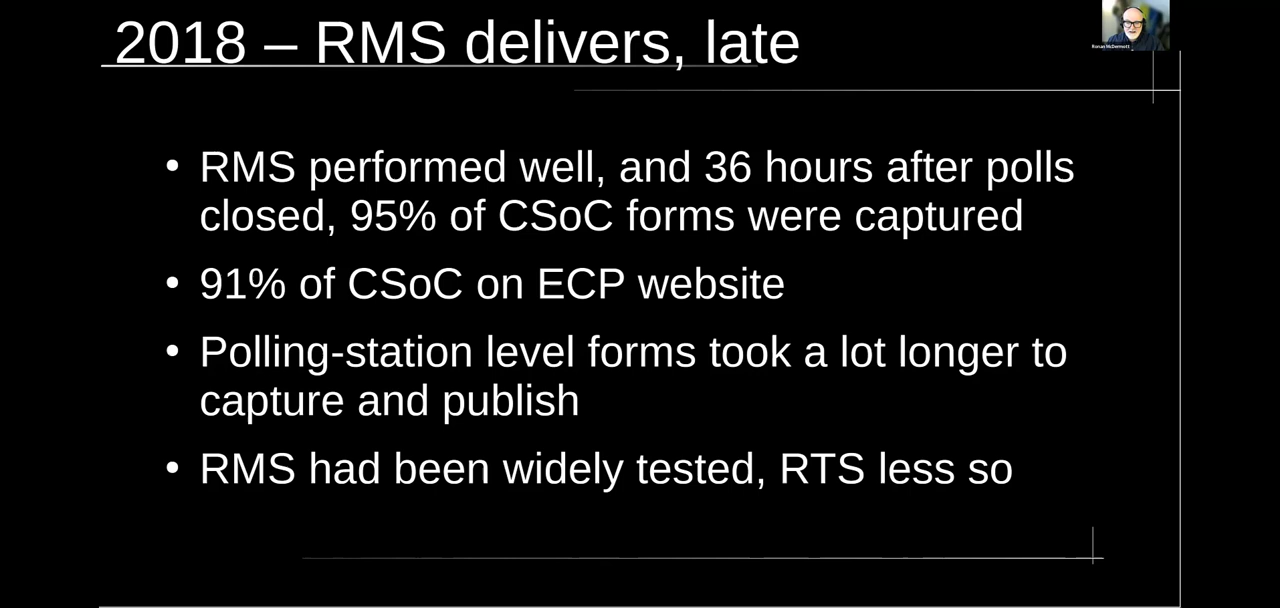 2018 – RMS delivers, late
Ronan McDermott
• RMS performed well, and 36 hours after polls
closed, 95% of CSoC forms were captured
• 91% of CSoC on ECP website
• Polling-station level forms took a lot longer to
capture and publish
• RMS had been widely tested, RTS less so